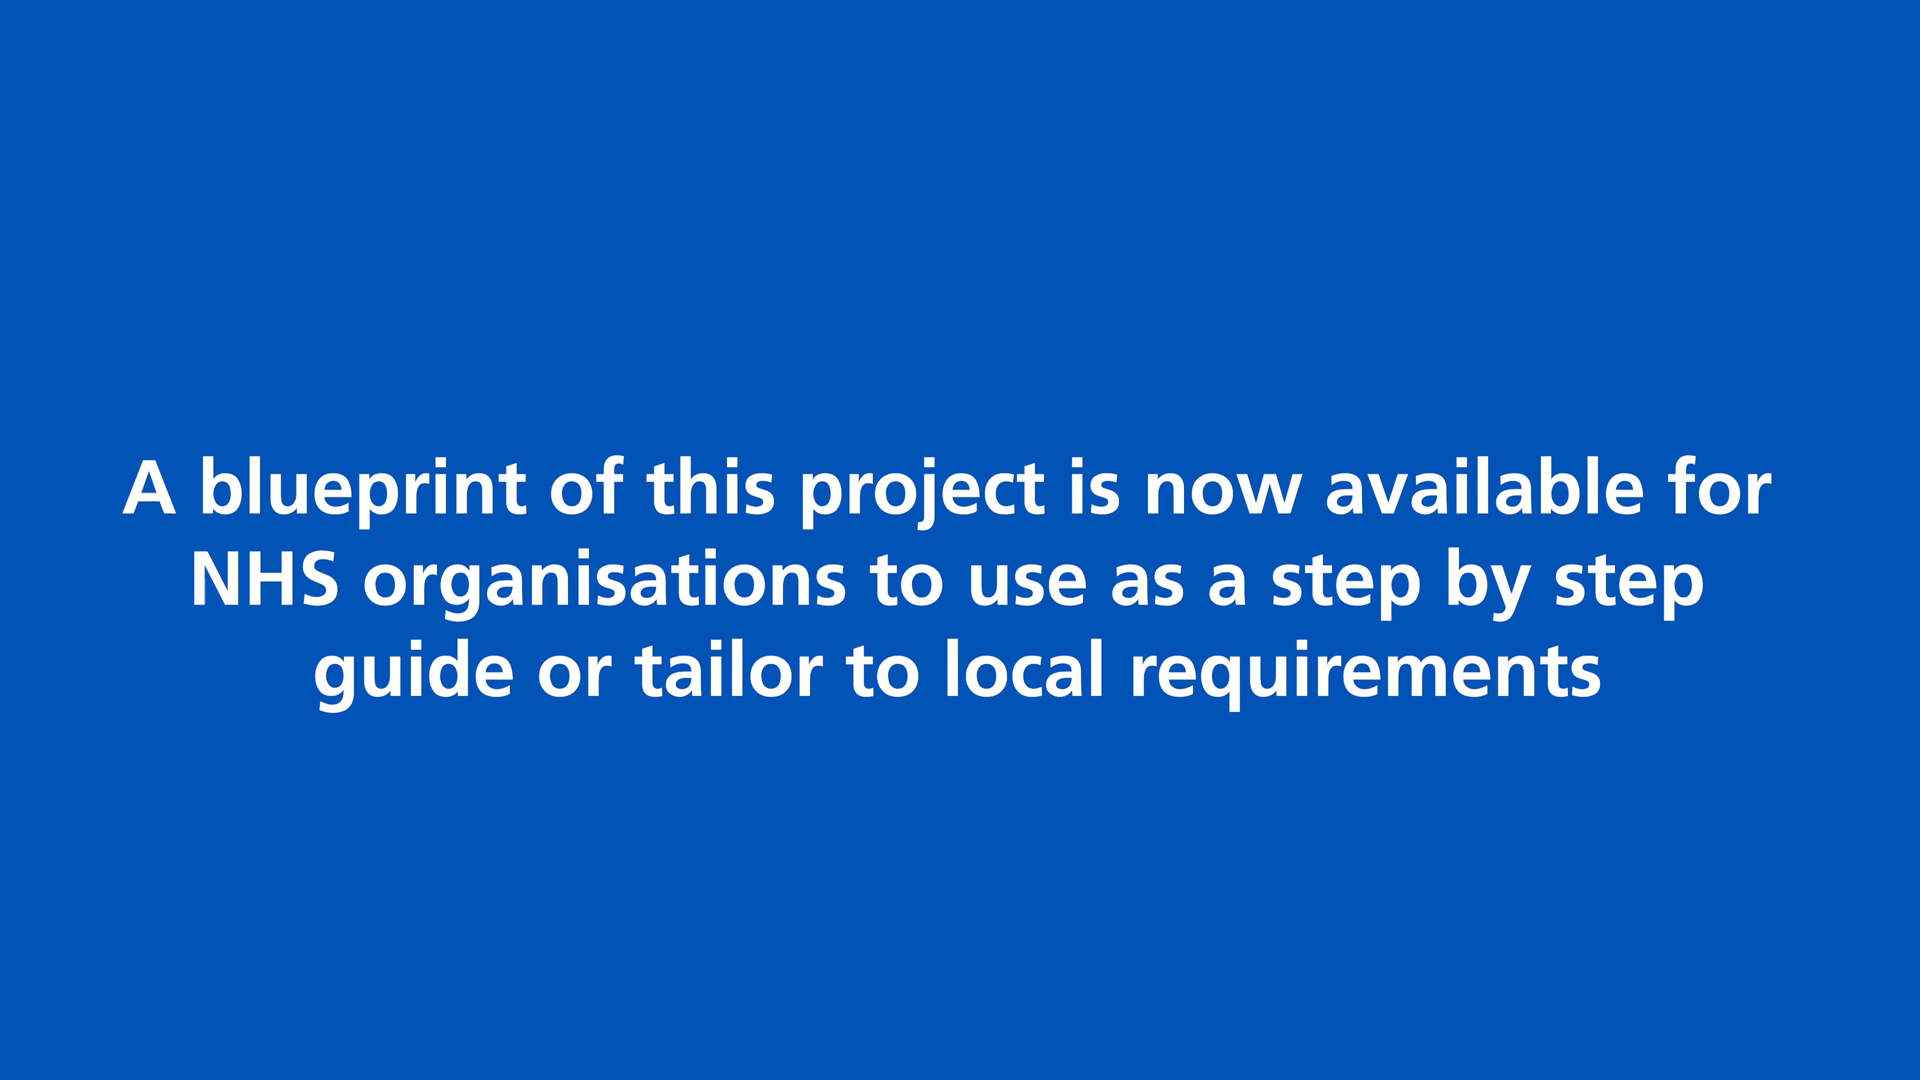 A blueprint of this project is now available for
NHS organisations to use as a step by step
guide or tailor to local requirements